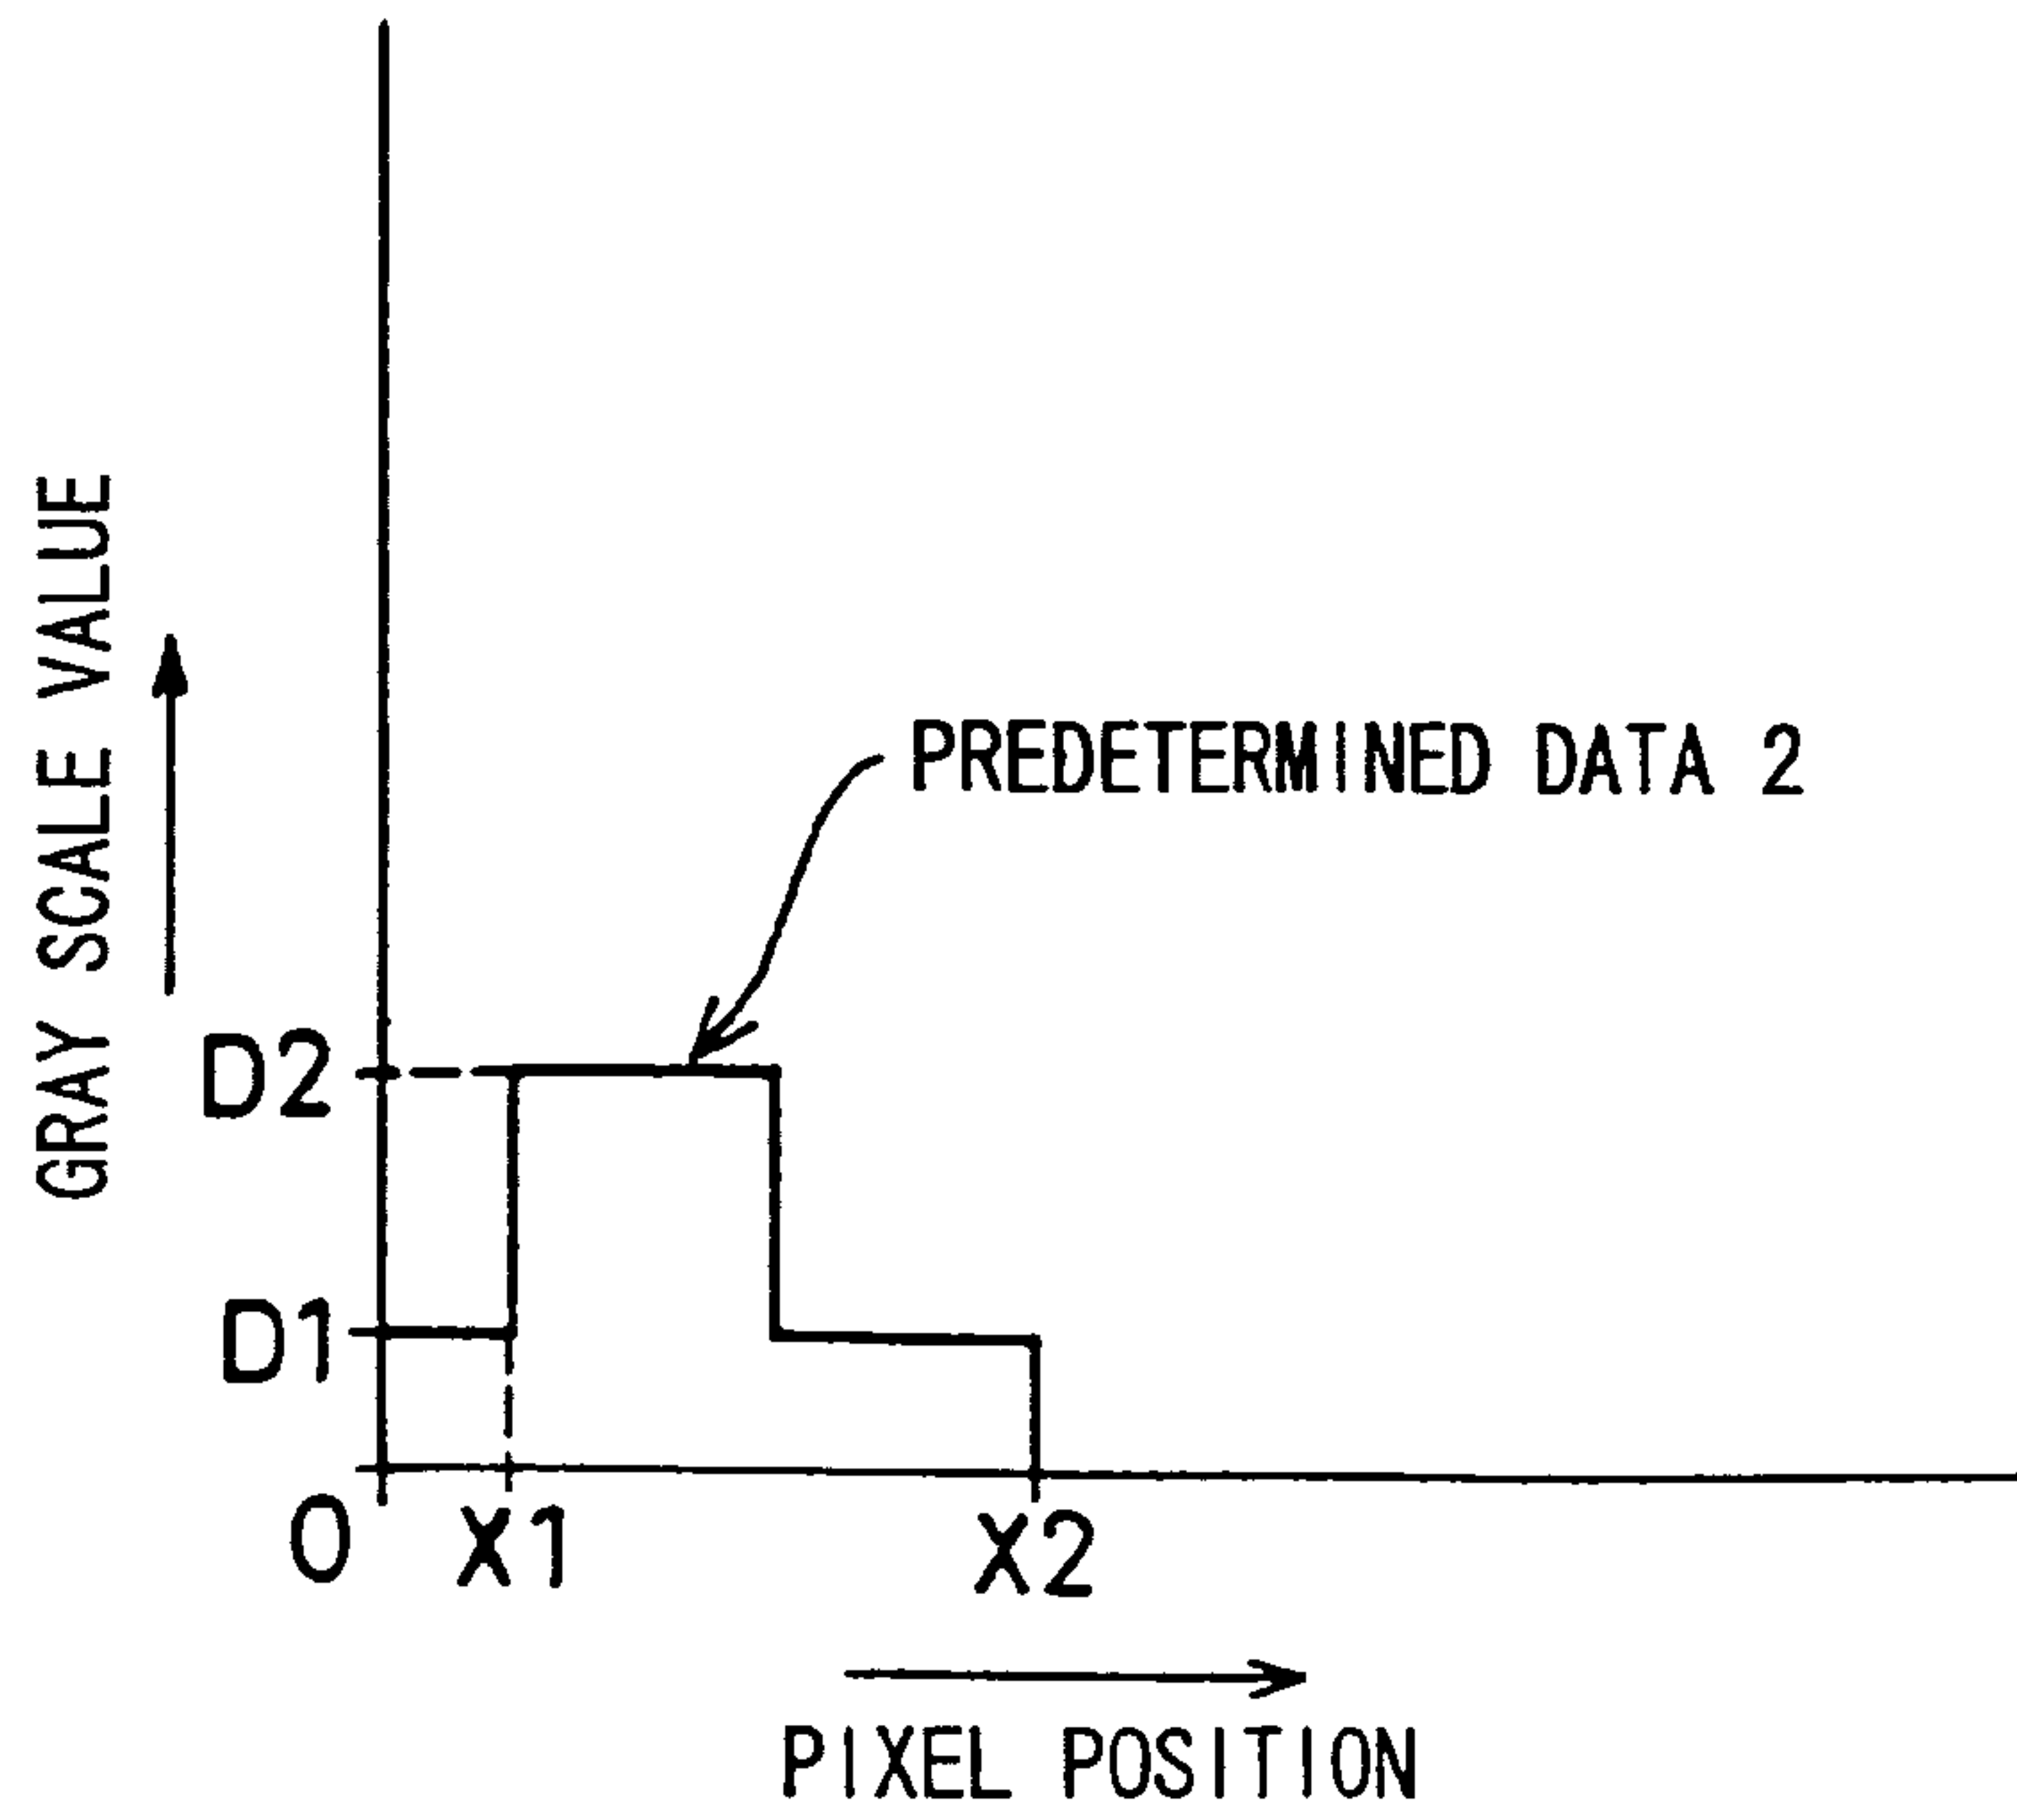 GRAY SCALE VALUE
PREDETERMINED DATA 2
D2
D1
0
X1
X2
PIXEL POSITION